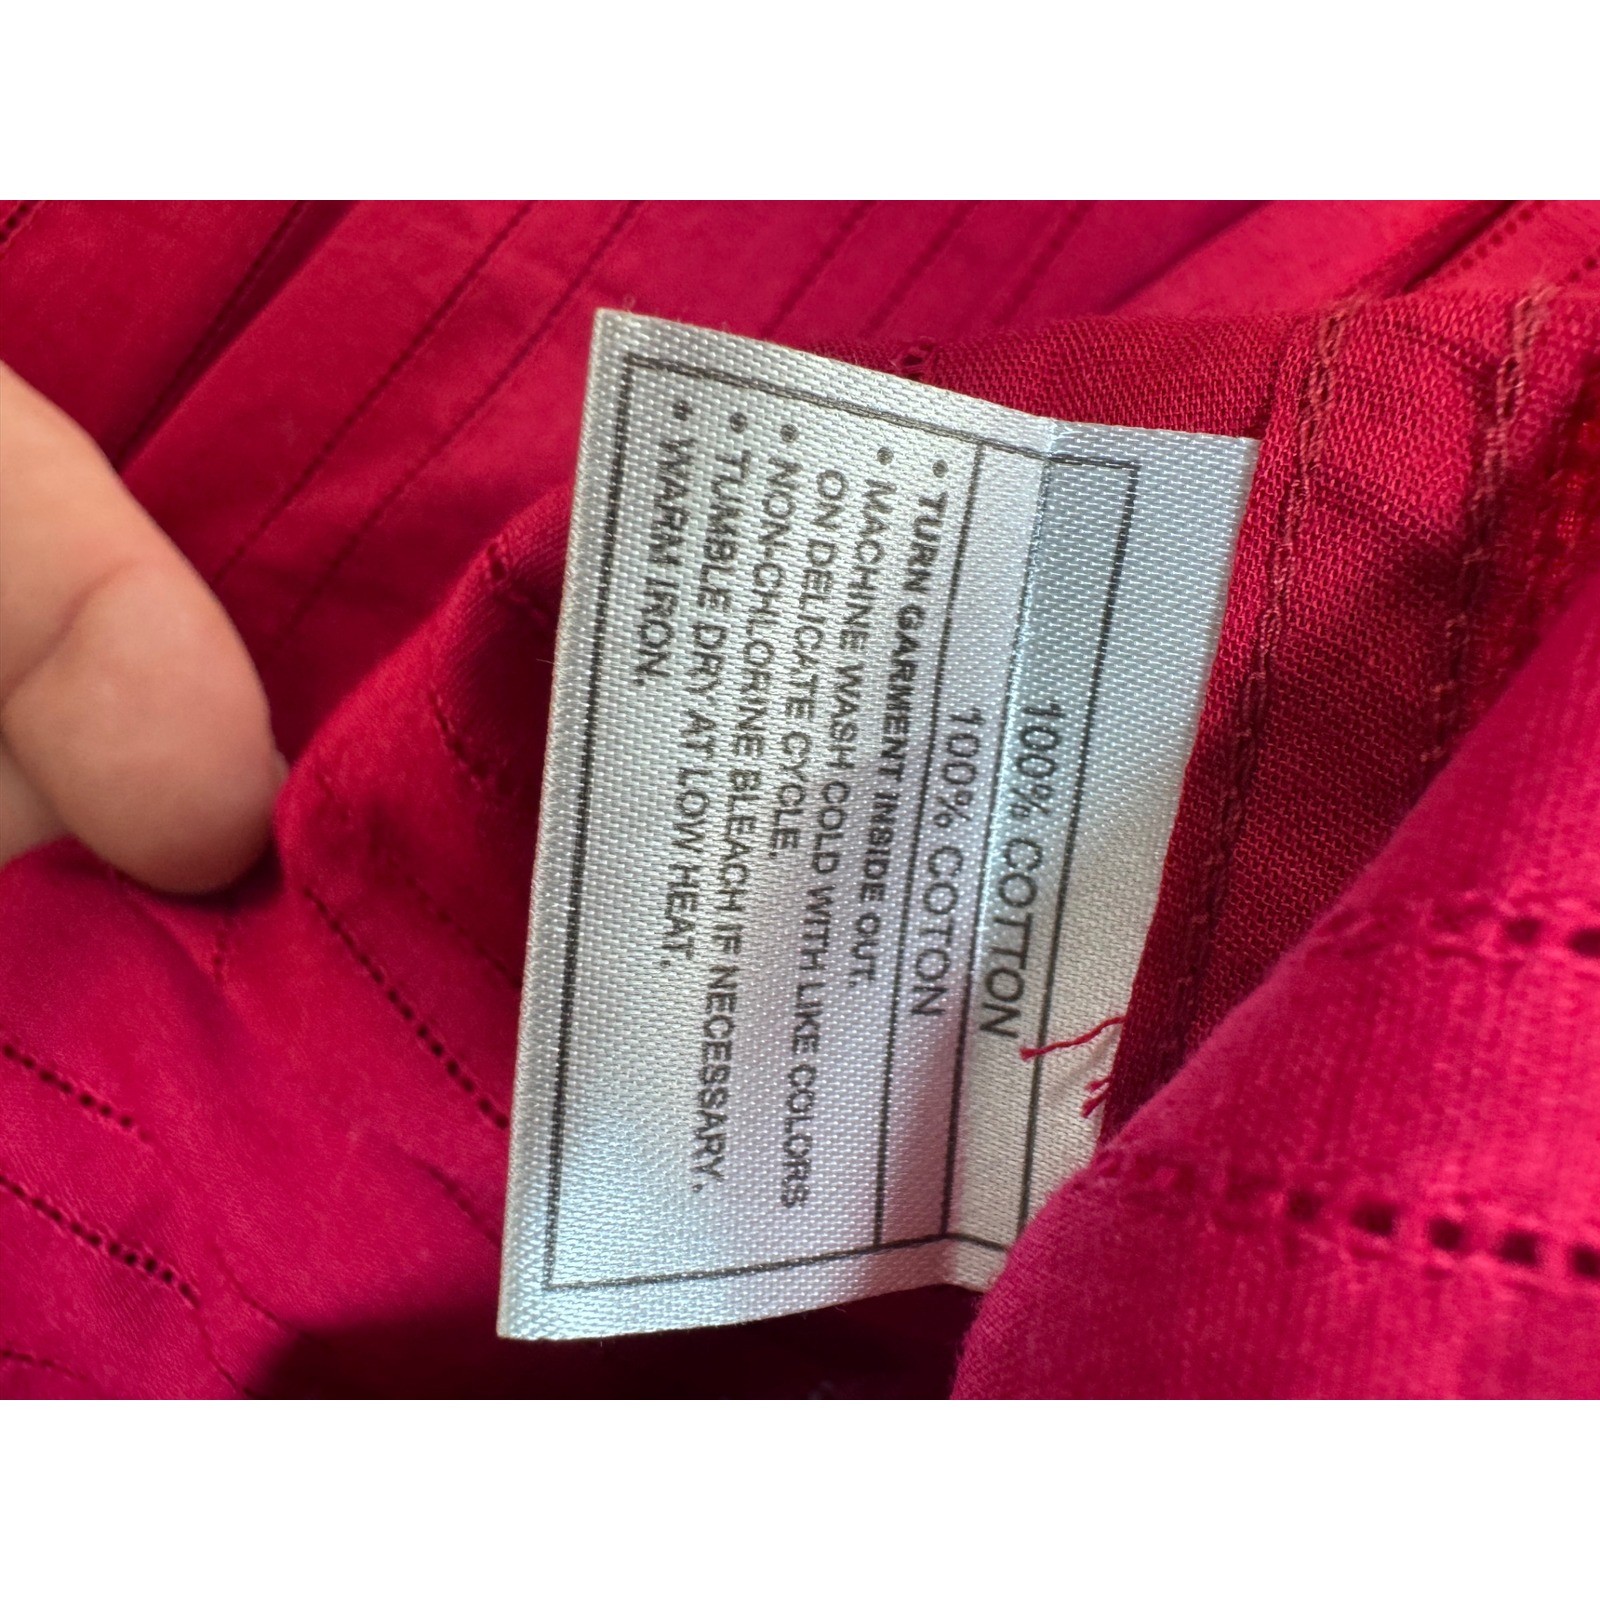 100% COTTON
100% COTTON
• TURN GARMENT INSIDE OUT.
• MACHINE WASH COLD WITH LIKE COLORS
ON DELICATE CYCLE.
• NON-CHLORINE BLEACH IF NECESSARY.
• TUMBLE DRY AT LOW HEAT.
• WARM IRON.